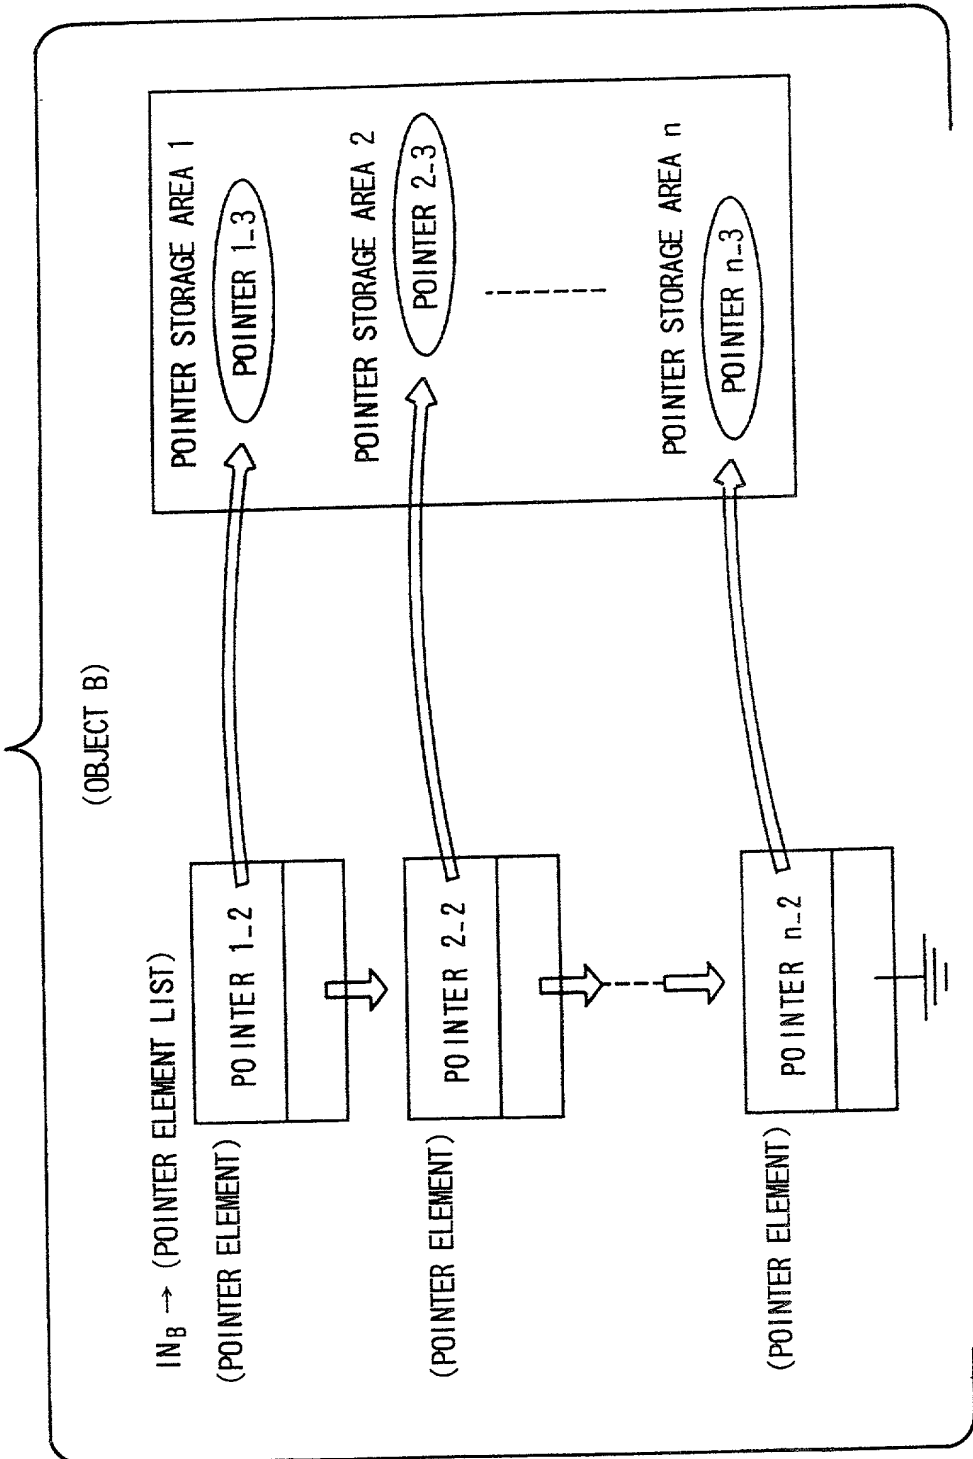 (OBJECT B)
IN_B → (POINTER ELEMENT LIST)
(POINTER ELEMENT)
POINTER 1_2
POINTER STORAGE AREA 1
POINTER 1_3
(POINTER ELEMENT)
POINTER 2_2
POINTER STORAGE AREA 2
POINTER 2_3
(POINTER ELEMENT)
POINTER n_2
POINTER STORAGE AREA n
POINTER n_3